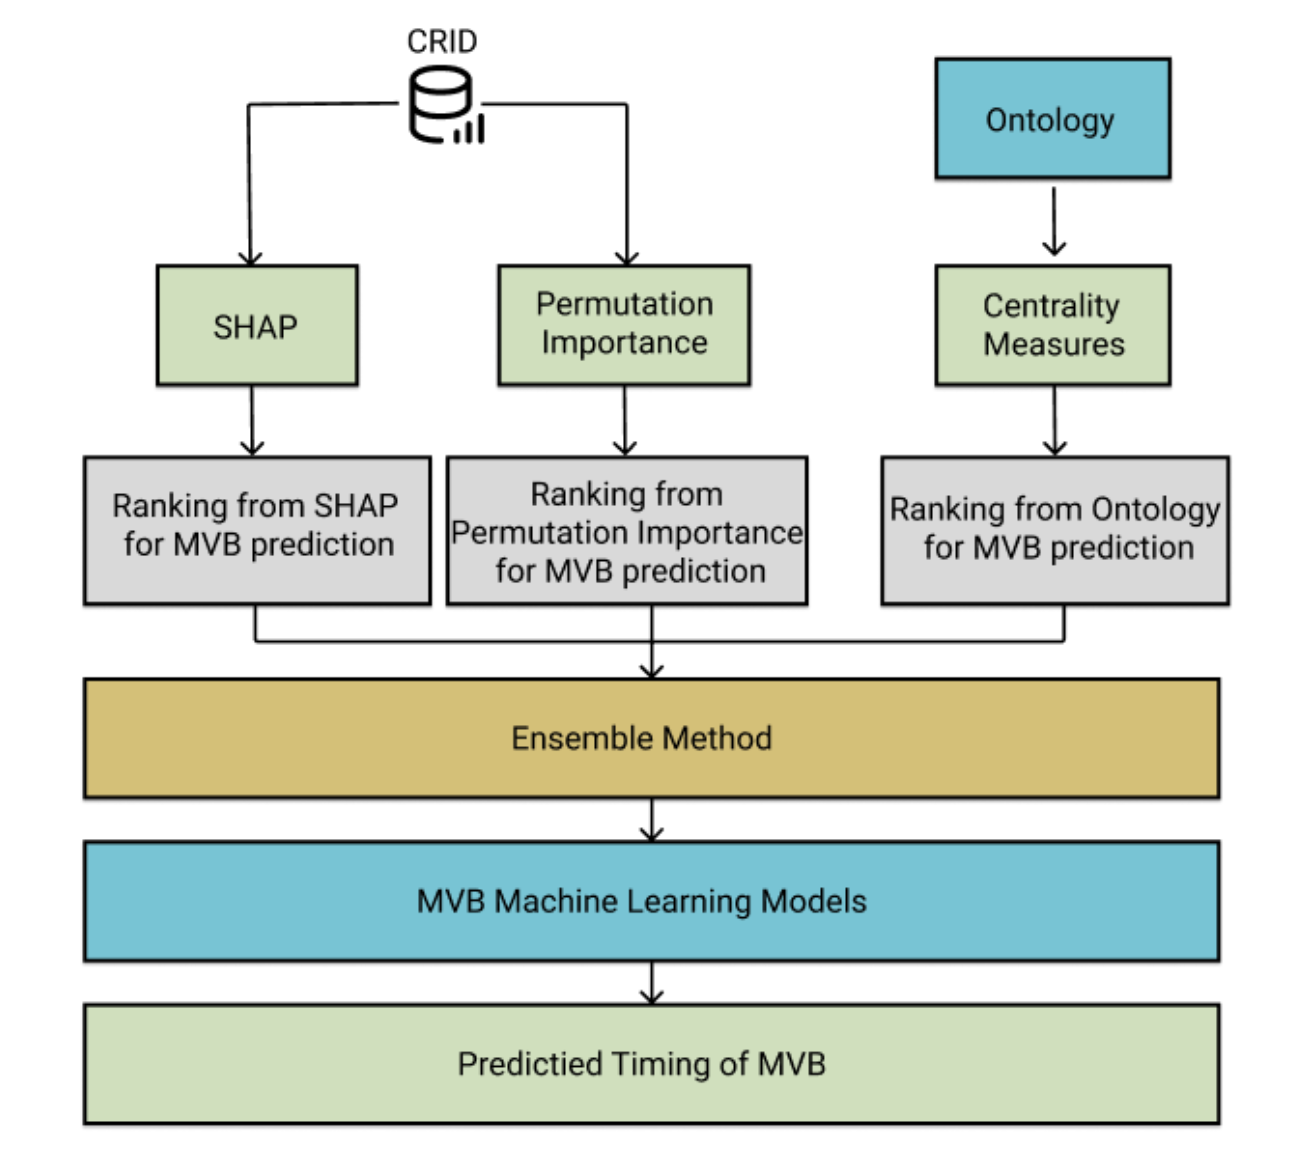 CRID
Ontology
SHAP
Permutation
Importance
Centrality
Measures
Ranking from SHAP
for MVB prediction
Ranking from
Permutation Importance
for MVB prediction
Ranking from Ontology
for MVB prediction
Ensemble Method
MVB Machine Learning Models
Predictied Timing of MVB